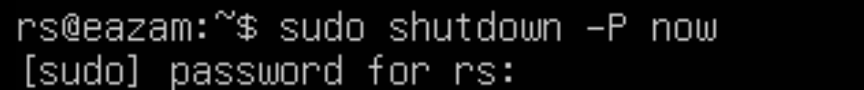 rs@eazam:~$ sudo shutdown -P now
[sudo] password for rs: